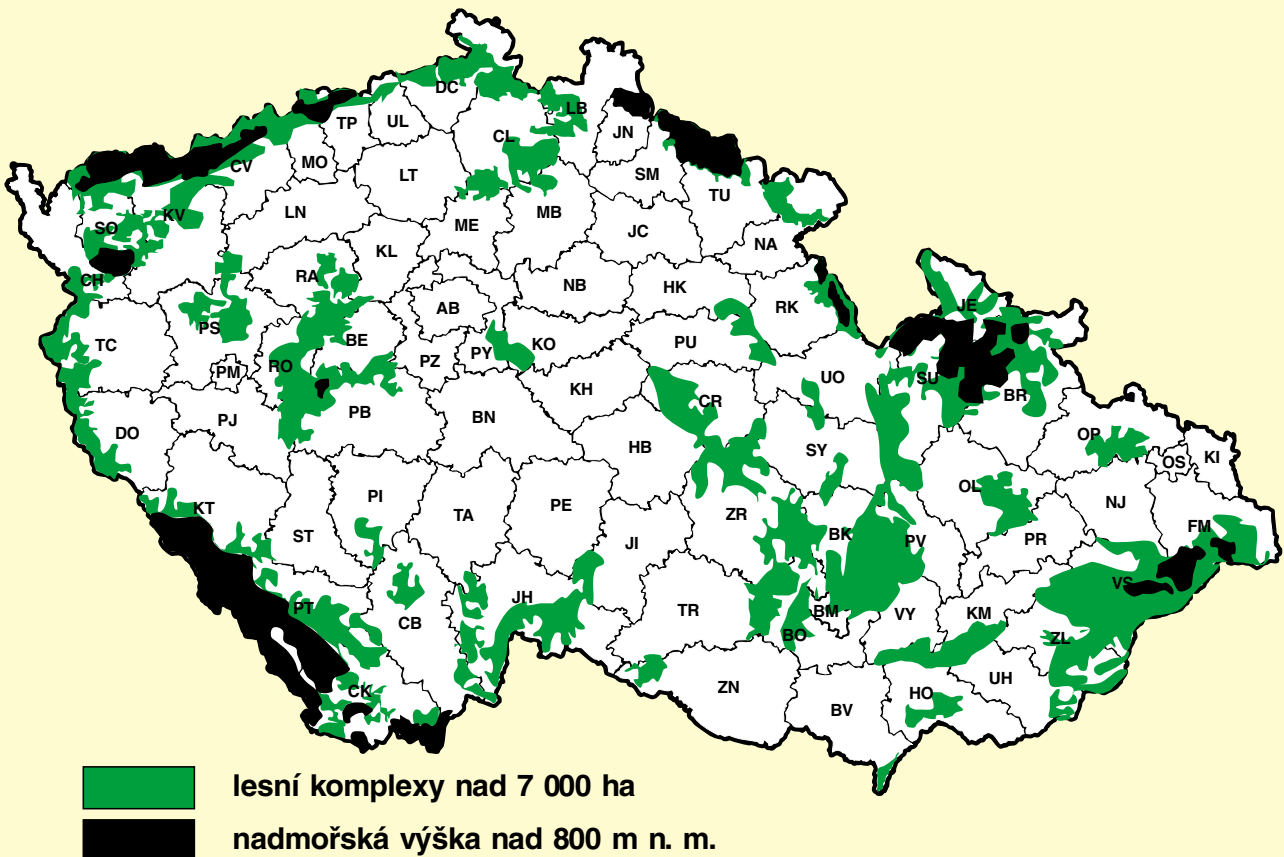 DC
LB
TP
UL
CL
JN
MO
CV
LT
SM
TU
KV
LN
SO
ME
MB
JC
NA
KL
CH
RA
NB
HK
RK
JE
AB
PS
TC
BE
KO
PU
PM
RO
PZ
PY
UO
SU
BR
KH
CR
PB
BN
DO
PJ
HB
SY
OP
OS
KI
KT
PI
TA
PE
ZR
OL
NJ
ST
JI
BK
PV
PR
FM
PT
JH
CB
TR
BO
BM
VY
KM
VS
ZL
CK
ZN
HO
UH
BV
lesní komplexy nad 7 000 ha
nadmořská výška nad 800 m n. m.